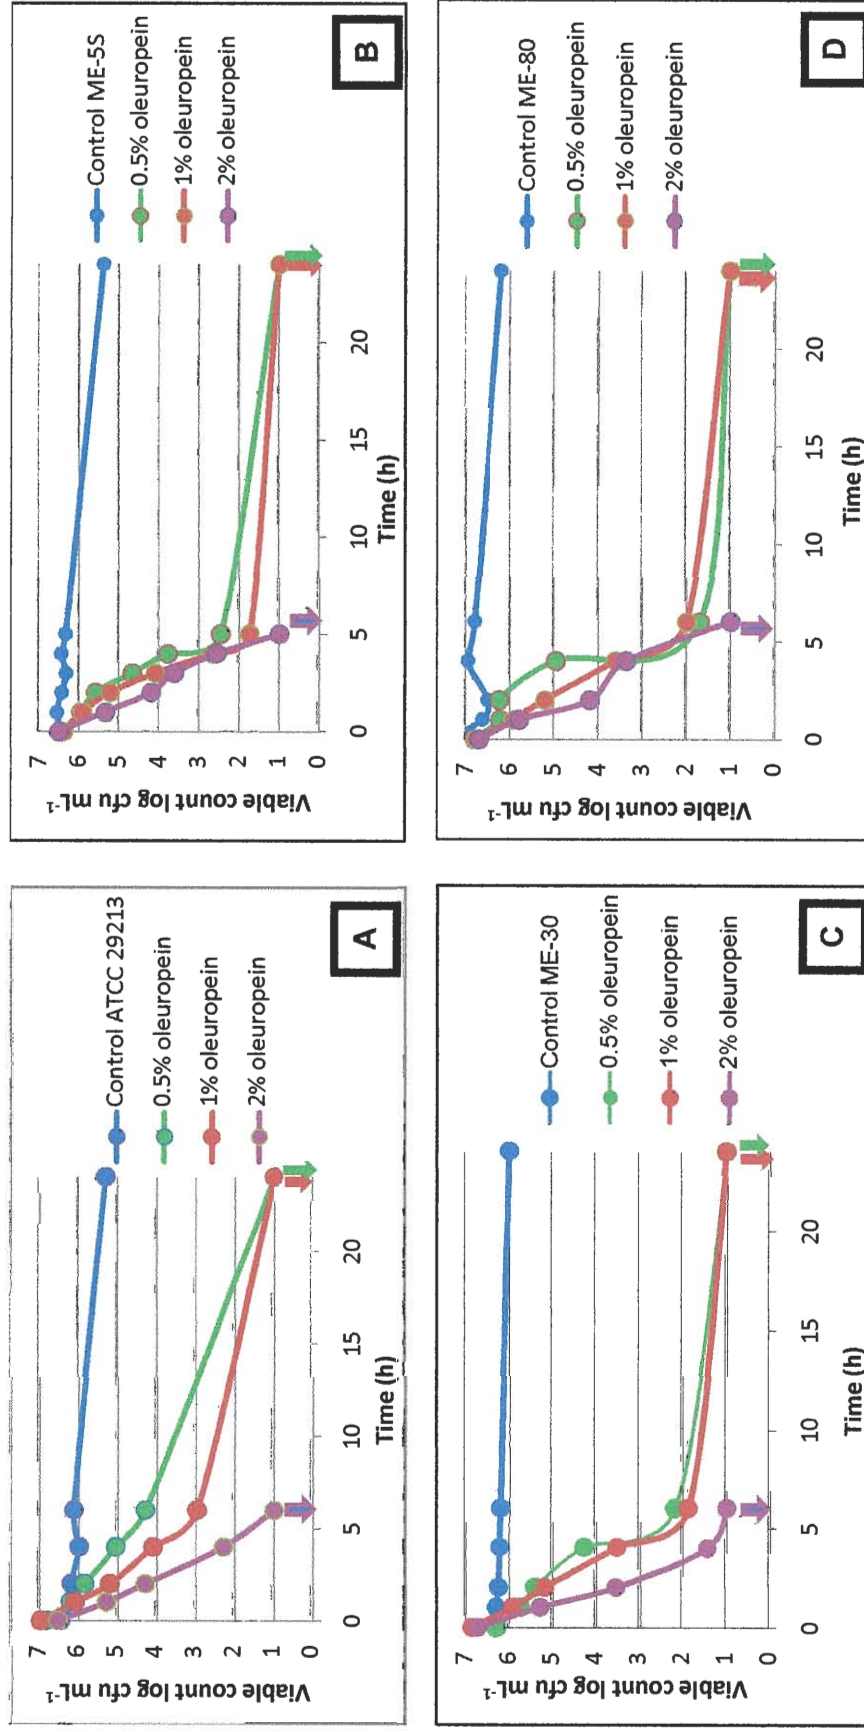 7
6
5
4
3
2
1
0
Viable count log cfu mL⁻¹
0
5
10
15
20
Time (h)
Control ATCC 29213
0.5% oleuropein
1% oleuropein
2% oleuropein
A
7
6
5
4
3
2
1
0
Viable count log cfu mL⁻¹
0
5
10
15
20
Time (h)
Control ME-5S
0.5% oleuropein
1% oleuropein
2% oleuropein
B
7
6
5
4
3
2
1
0
Viable count log cfu mL⁻¹
0
5
10
15
20
Time (h)
Control ME-30
0.5% oleuropein
1% oleuropein
2% oleuropein
C
7
6
5
4
3
2
1
0
Viable count log cfu mL⁻¹
0
5
10
15
20
Time (h)
Control ME-80
0.5% oleuropein
1% oleuropein
2% oleuropein
D